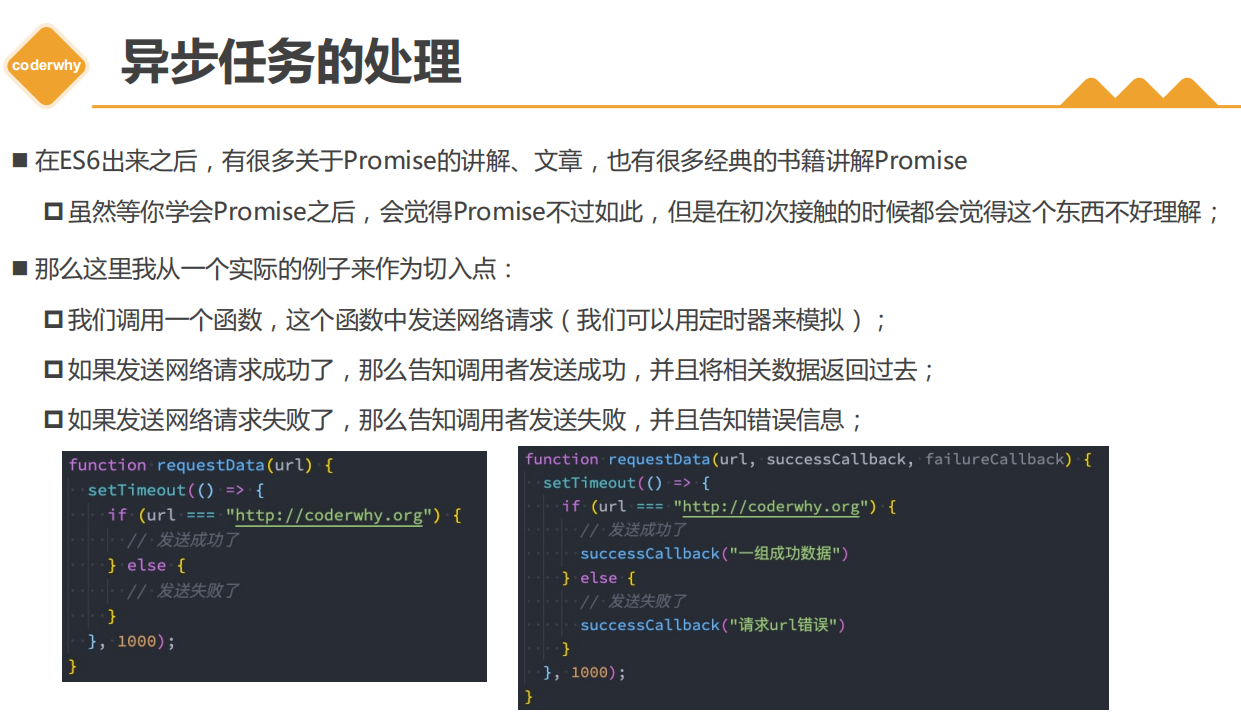 coderwhy
异步任务的处理
在ES6出来之后，有很多关于Promise的讲解、文章，也有很多经典的书籍讲解Promise
虽然等你学会Promise之后，会觉得Promise不过如此，但是在初次接触的时候都会觉得这个东西不好理解；
那么这里我从一个实际的例子来作为切入点：
我们调用一个函数，这个函数中发送网络请求（我们可以用定时器来模拟）；
如果发送网络请求成功了，那么告知调用者发送成功，并且将相关数据返回过去；
如果发送网络请求失败了，那么告知调用者发送失败，并且告知错误信息；
function requestData(url) {
  setTimeout(() => {
    if (url === "http://coderwhy.org") {
      // 发送成功了
    } else {
      // 发送失败了
    }
  }, 1000);
}
function requestData(url, successCallback, failureCallback) {
  setTimeout(() => {
    if (url === "http://coderwhy.org") {
      // 发送成功了
      successCallback("一组成功数据")
    } else {
      // 发送失败了
      successCallback("请求url错误")
    }
  }, 1000);
}